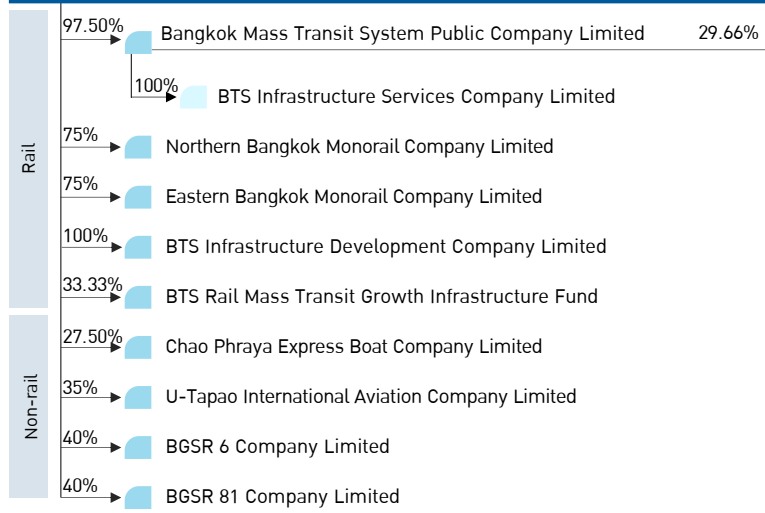 Rail
97.50%
Bangkok Mass Transit System Public Company Limited 29.66%
100%
BTS Infrastructure Services Company Limited
75%
Northern Bangkok Monorail Company Limited
75%
Eastern Bangkok Monorail Company Limited
100%
BTS Infrastructure Development Company Limited
33.33%
BTS Rail Mass Transit Growth Infrastructure Fund
Non-rail
27.50%
Chao Phraya Express Boat Company Limited
35%
U-Tapao International Aviation Company Limited
40%
BGSR 6 Company Limited
40%
BGSR 81 Company Limited